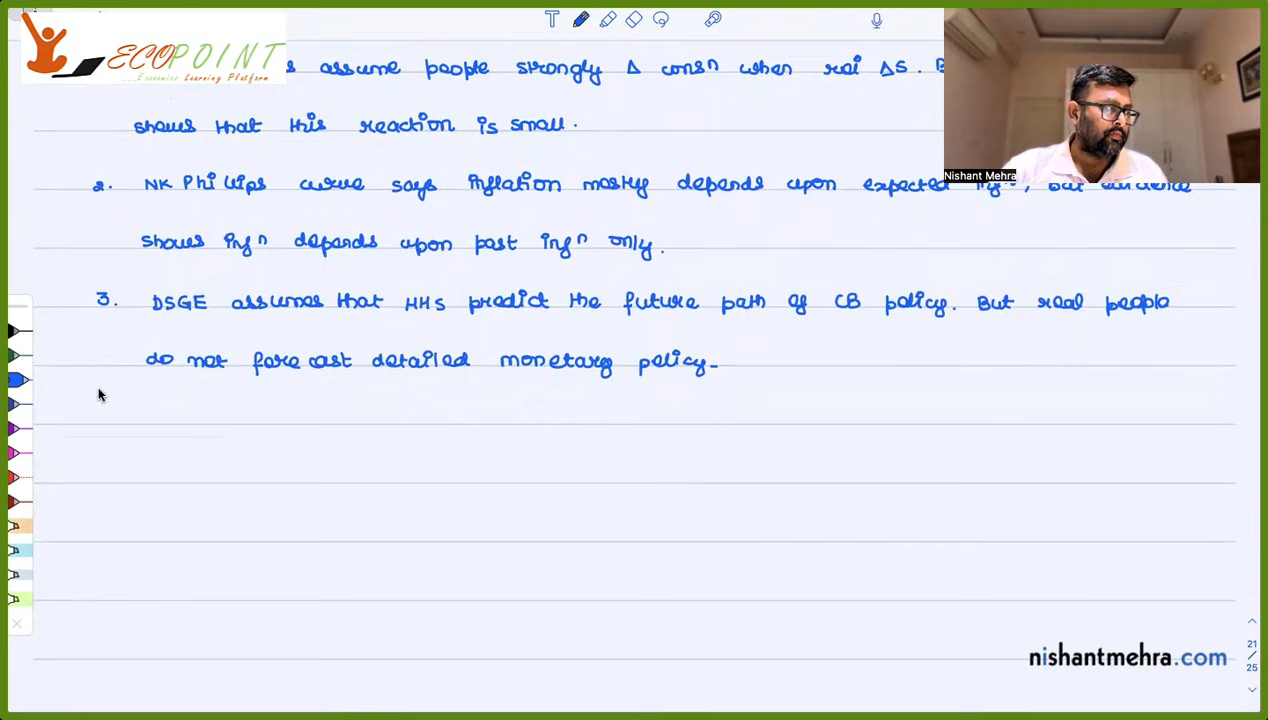 ECOPOINT
Economics Learning Platform
s assume people strongly Δ consⁿ when roi ΔS.
shows that this reaction is small.
2. NK Phillips curve says inflation mostly depends upon expected infⁿ, but evidence
shows infⁿ depends upon past infⁿ only.
3. DSGE assumes that HHS predict the future path of CB policy. But real people
do not forecast detailed monetary policy.
Nishant Mehra
nishantmehra.com
21
/
25